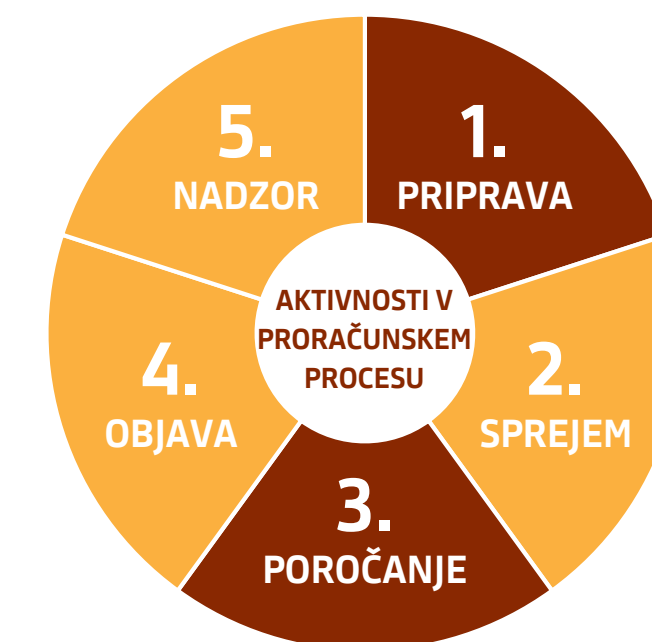 AKTIVNOSTI V
PRORAČUNSKEM
PROCESU
1.
PRIPRAVA
2.
SPREJEM
3.
POROČANJE
4.
OBJAVA
5.
NADZOR